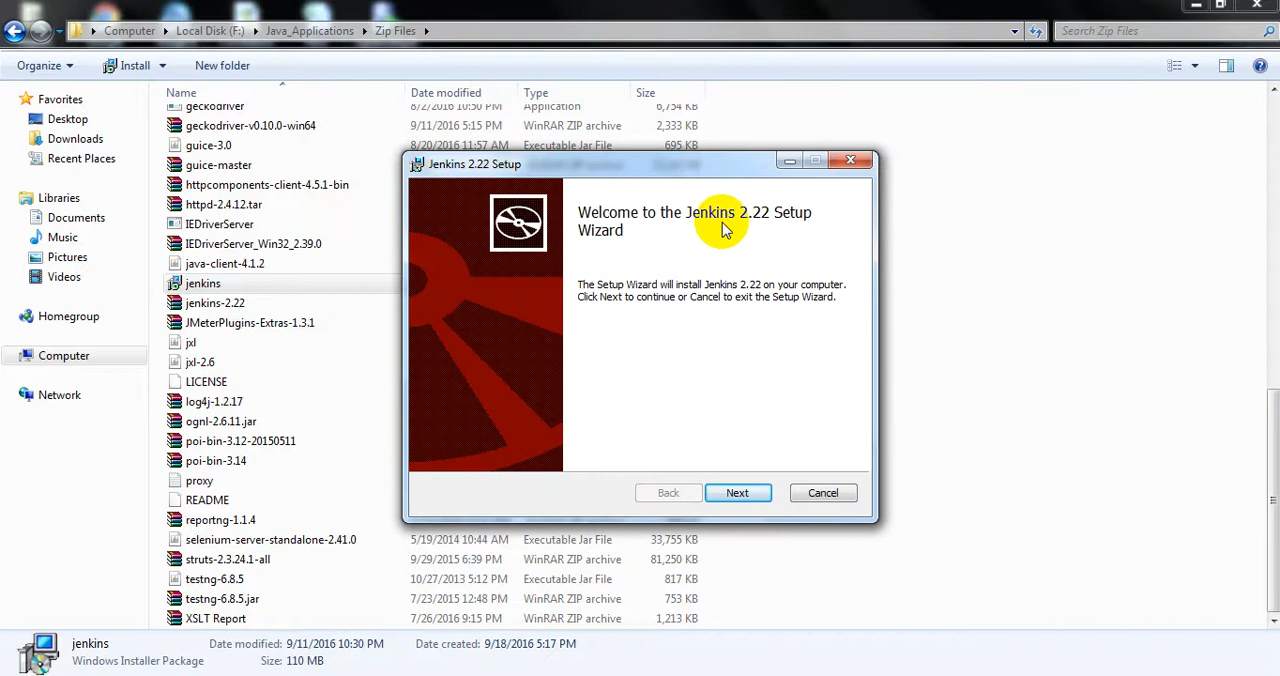 Computer Local Disk (F:) Java_Applications Zip Files Search Zip Files
Organize Install New folder
Name Date modified Type Size
Favorites
Desktop
Downloads
Recent Places
Libraries
Documents
Music
Pictures
Videos
Homegroup
Computer
Network
geckodriver 8/2/2016 10:50 PM Application 6,754 KB
geckodriver-v0.10.0-win64 9/11/2016 5:15 PM WinRAR ZIP archive 2,333 KB
guice-3.0 8/20/2016 11:57 AM Executable Jar File 695 KB
guice-master
httpcomponents-client-4.5.1-bin
httpd-2.4.12.tar
IEDriverServer
IEDriverServer_Win32_2.39.0
java-client-4.1.2
jenkins
jenkins-2.22
JMeterPlugins-Extras-1.3.1
jxl
jxl-2.6
LICENSE
log4j-1.2.17
ognl-2.6.11.jar
poi-bin-3.12-20150511
poi-bin-3.14
proxy
README
reportng-1.1.4
selenium-server-standalone-2.41.0 5/19/2014 10:44 AM Executable Jar File 33,755 KB
struts-2.3.24.1-all 9/29/2015 6:39 PM WinRAR ZIP archive 81,250 KB
testng-6.8.5 10/27/2013 5:12 PM Executable Jar File 817 KB
testng-6.8.5.jar 7/23/2015 12:48 PM WinRAR ZIP archive 753 KB
XSLT Report 7/26/2016 9:15 PM WinRAR ZIP archive 1,213 KB
Jenkins 2.22 Setup
Welcome to the Jenkins 2.22 Setup
Wizard
The Setup Wizard will install Jenkins 2.22 on your computer.
Click Next to continue or Cancel to exit the Setup Wizard.
Back Next Cancel
jenkins Date modified: 9/11/2016 10:30 PM Date created: 9/18/2016 5:17 PM
Windows Installer Package Size: 110 MB